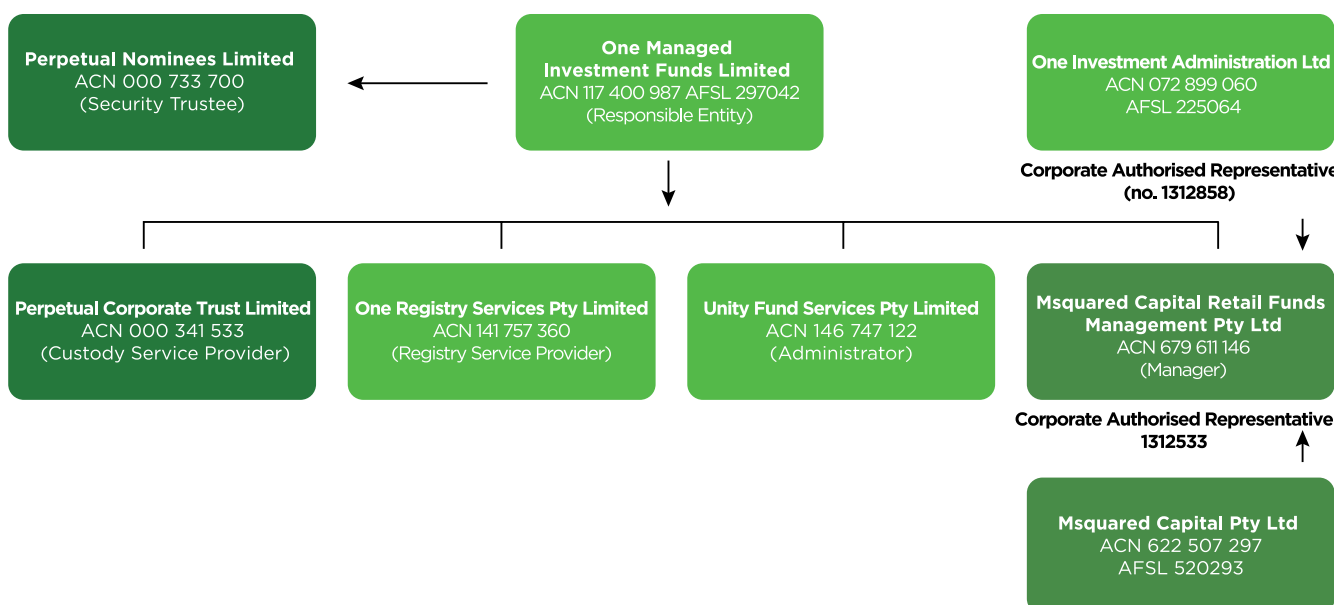 Perpetual Nominees Limited
ACN 000 733 700
(Security Trustee)
One Managed
Investment Funds Limited
ACN 117 400 987 AFSL 297042
(Responsible Entity)
One Investment Administration Ltd
ACN 072 899 060
AFSL 225064
Corporate Authorised Representative
(no. 1312858)
Perpetual Corporate Trust Limited
ACN 000 341 533
(Custody Service Provider)
One Registry Services Pty Limited
ACN 141 757 360
(Registry Service Provider)
Unity Fund Services Pty Limited
ACN 146 747 122
(Administrator)
Msquared Capital Retail Funds
Management Pty Ltd
ACN 679 611 146
(Manager)
Corporate Authorised Representative
1312533
Msquared Capital Pty Ltd
ACN 622 507 297
AFSL 520293